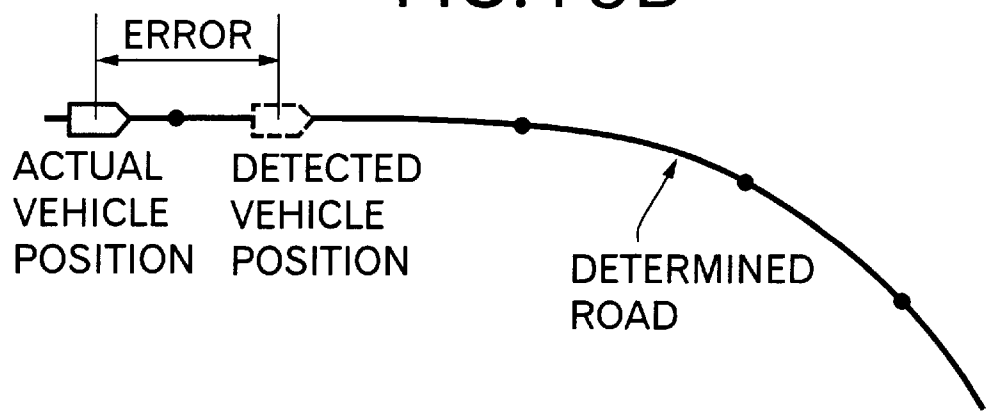 ERROR
ACTUAL
VEHICLE
POSITION
DETECTED
VEHICLE
POSITION
DETERMINED
ROAD